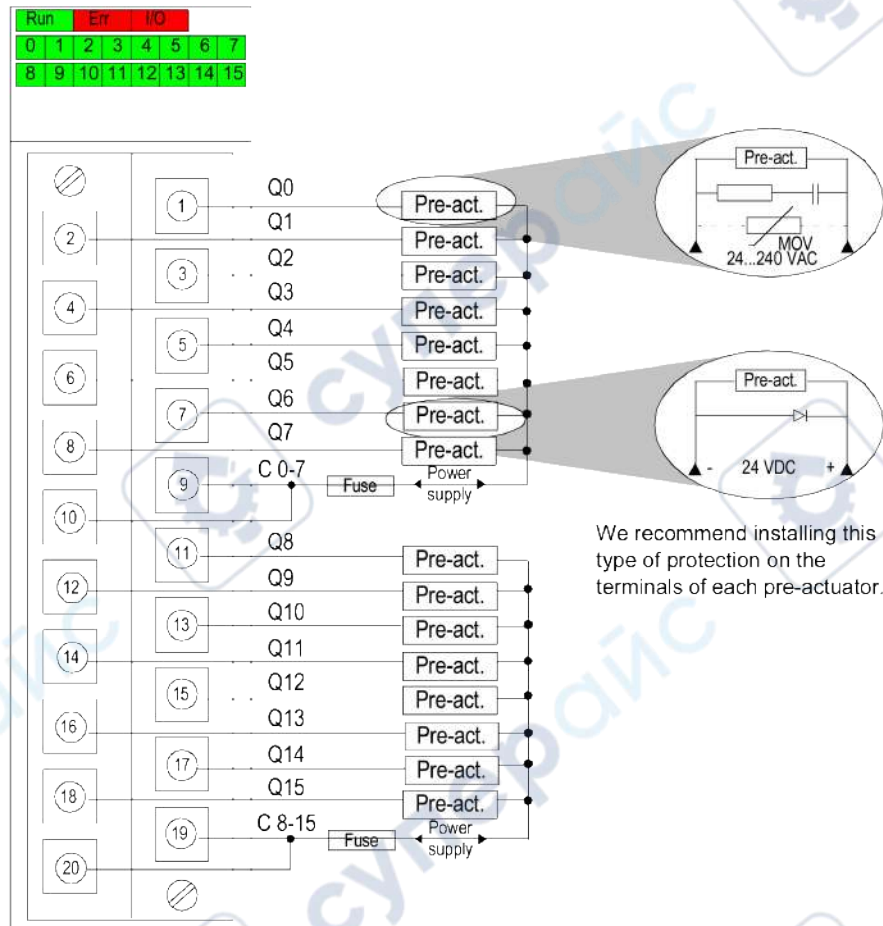 Run Err I/O
0 1 2 3 4 5 6 7
8 9 10 11 12 13 14 15
1 Q0 Pre-act.
2 Q1 Pre-act.
3 Q2 Pre-act.
4 Q3 Pre-act.
5 Q4 Pre-act.
6 Q5 Pre-act.
7 Q6 Pre-act.
8 Q7 Pre-act.
9 C 0-7 Fuse Power supply
10
11 Q8 Pre-act.
12 Q9 Pre-act.
13 Q10 Pre-act.
14 Q11 Pre-act.
15 Q12 Pre-act.
16 Q13 Pre-act.
17 Q14 Pre-act.
18 Q15 Pre-act.
19 C 8-15 Fuse Power supply
20
Pre-act.
MOV
24...240 VAC
Pre-act.
- 24 VDC +
We recommend installing this
type of protection on the
terminals of each pre-actuator.
суперайс
суперайс
айс